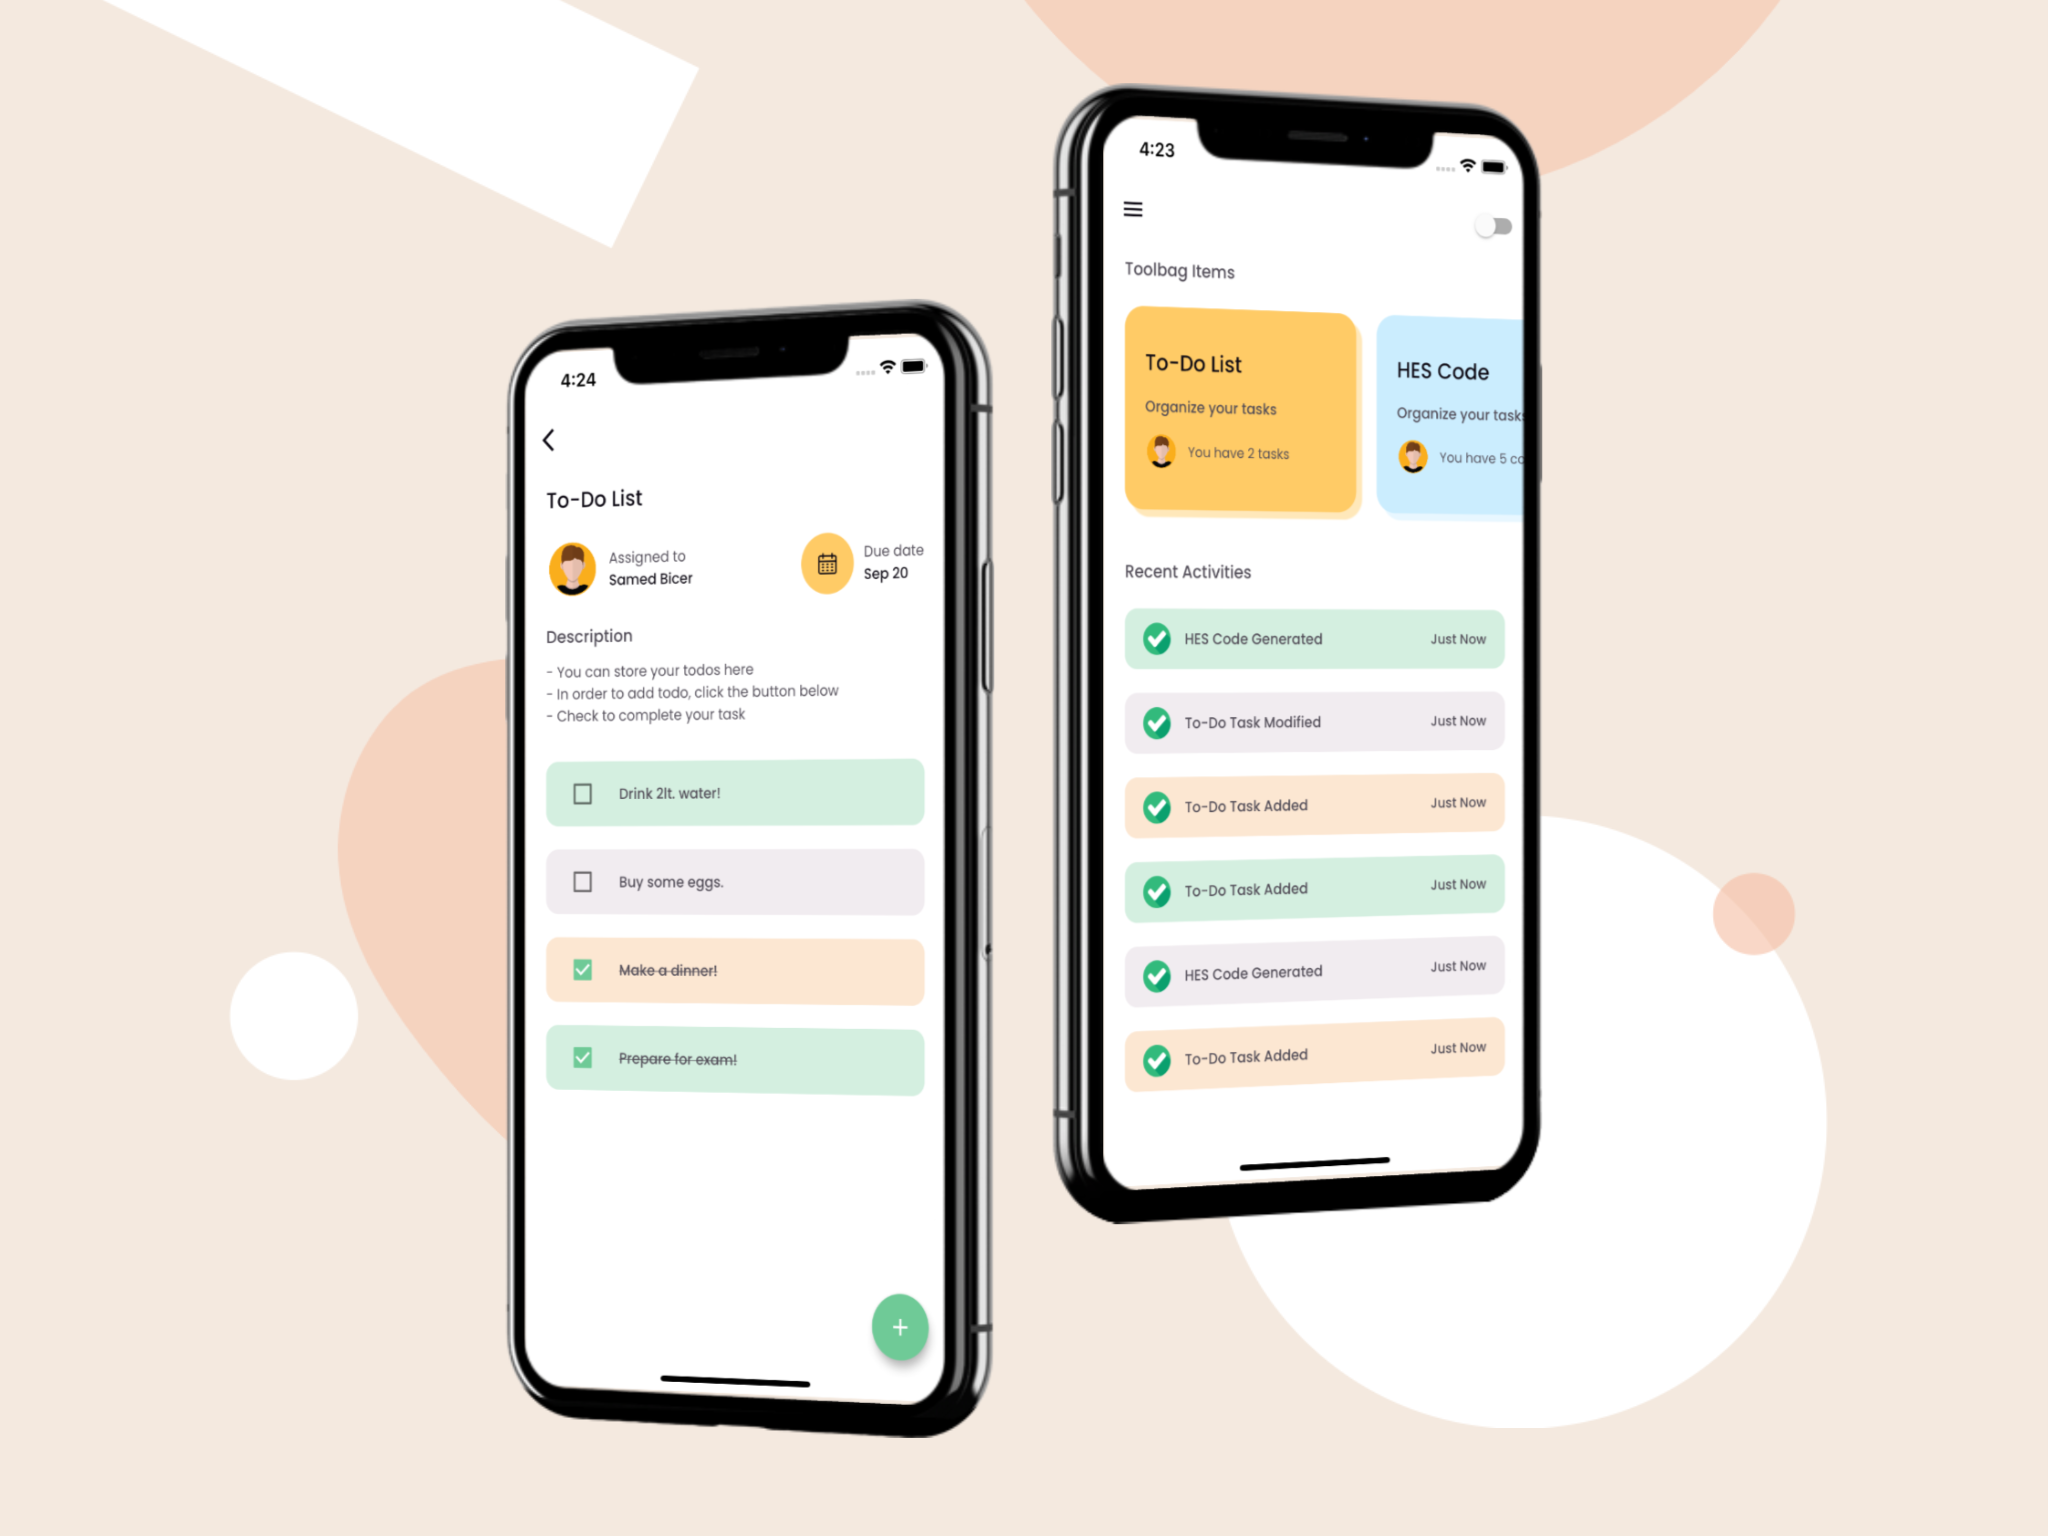 4:24
To-Do List
Assigned to
Samed Bicer
Due date
Sep 20
Description
- You can store your todos here
- In order to add todo, click the button below
- Check to complete your task
Drink 2lt. water!
Buy some eggs.
Make a dinner!
Prepare for exam!
+
4:23
Toolbag Items
To-Do List
Organize your tasks
You have 2 tasks
HES Code
Organize your task
You have 5 co
Recent Activities
HES Code Generated Just Now
To-Do Task Modified Just Now
To-Do Task Added Just Now
To-Do Task Added Just Now
HES Code Generated Just Now
To-Do Task Added Just Now